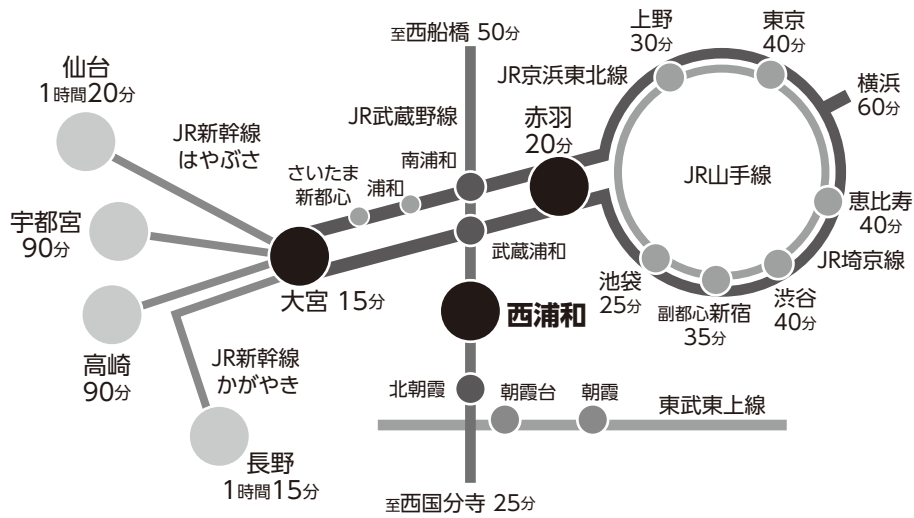 至西船橋 50分
上野
30分
東京
40分
仙台
1時間20分
JR京浜東北線
横浜
60分
JR新幹線
はやぶさ
JR武蔵野線
赤羽
20分
さいたま
新都心
浦和
南浦和
JR山手線
宇都宮
90分
恵比寿
40分
武蔵浦和
JR埼京線
池袋
25分
大宮 15分
西浦和
副都心新宿
35分
渋谷
40分
高崎
90分
JR新幹線
かがやき
北朝霞
朝霞台
朝霞
東武東上線
長野
1時間15分
至西国分寺 25分